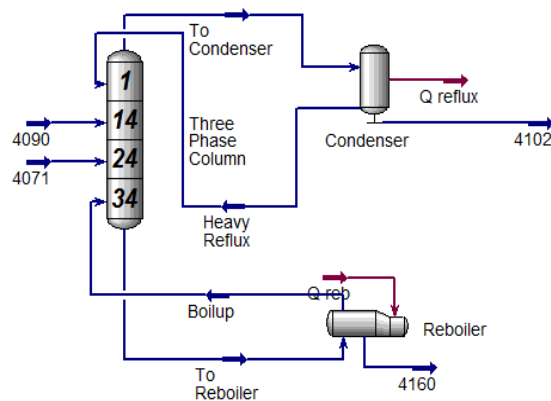 To
Condenser
1
Q reflux
Three
Phase
Column
4090
14
Condenser
4102
4071
24
34
Heavy
Reflux
Q reb
Boilup
Reboiler
To
Reboiler
4160